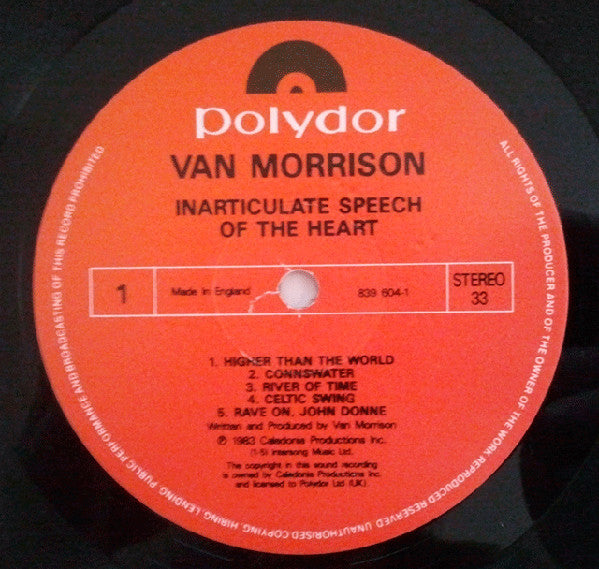 polydor
VAN MORRISON
INARTICULATE SPEECH
OF THE HEART
1
Made in England
839 604-1
STEREO
33
1. HIGHER THAN THE WORLD
2. CONNSWATER
3. RIVER OF TIME
4. CELTIC SWING
5. RAVE ON, JOHN DONNE
Written and Produced by Van Morrison
℗ 1983 Caledonia Productions Inc.
(1-5) Intersong Music Ltd.
The copyright in this sound recording
is owned by Caledonia Productions Inc.
and licensed to Polydor Ltd (UK).
ALL RIGHTS OF THE PRODUCER AND OF THE OWNER OF THE WORK REPRODUCED RESERVED. UNAUTHORISED COPYING, HIRING, LENDING, PUBLIC PERFORMANCE AND BROADCASTING OF THIS RECORD PROHIBITED